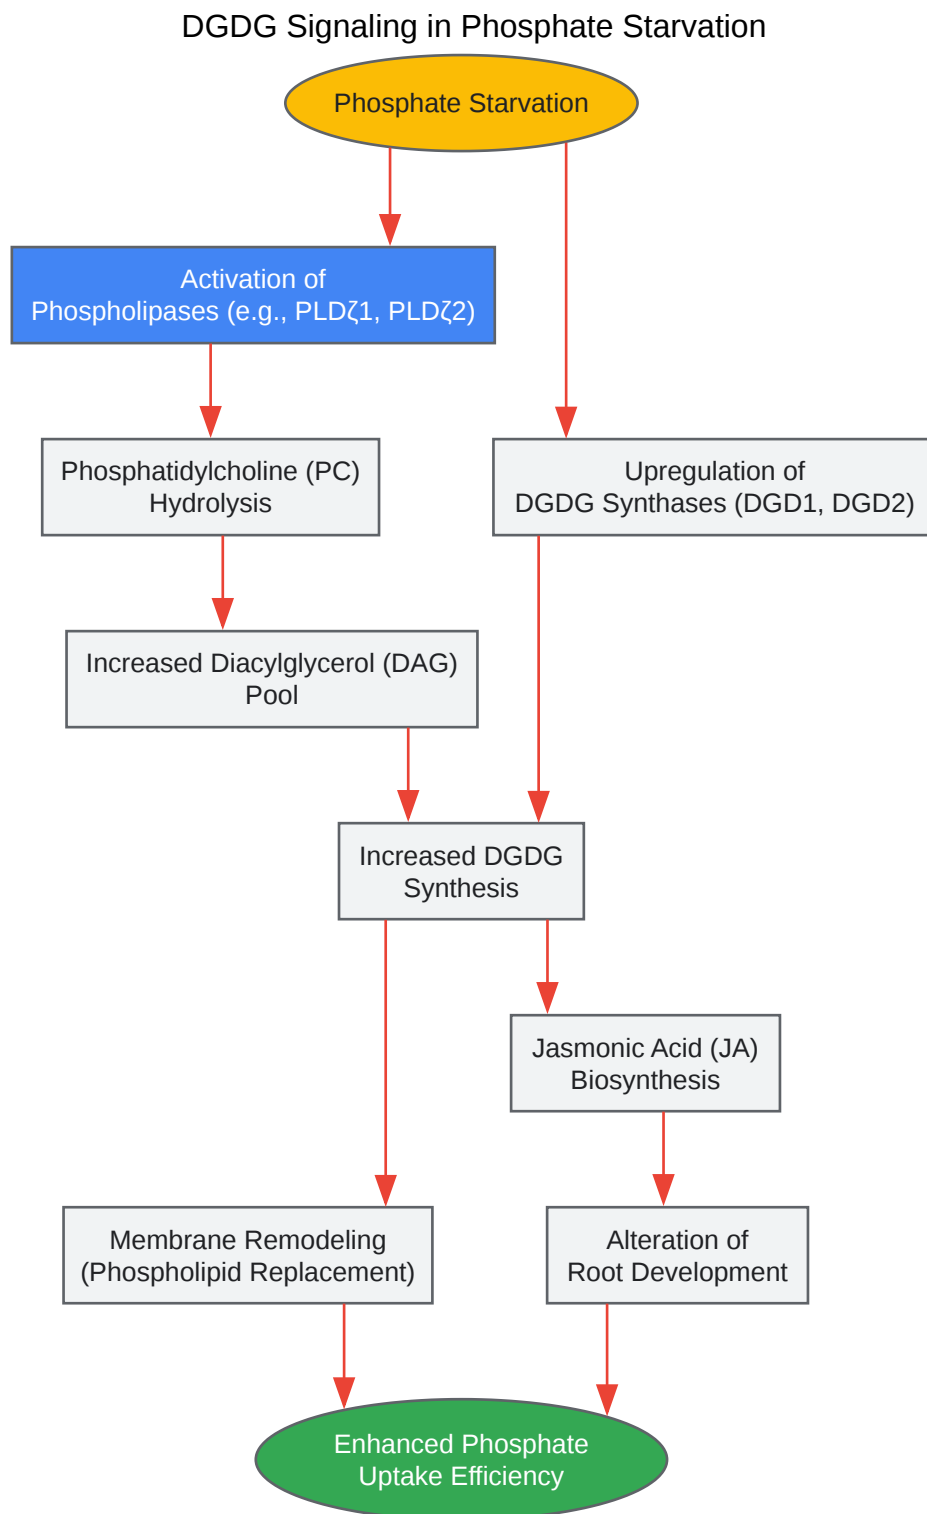 DGDG Signaling in Phosphate Starvation
Phosphate Starvation
Activation of
Phospholipases (e.g., PLDζ1, PLDζ2)
Phosphatidylcholine (PC)
Hydrolysis
Upregulation of
DGDG Synthases (DGD1, DGD2)
Increased Diacylglycerol (DAG)
Pool
Increased DGDG
Synthesis
Jasmonic Acid (JA)
Biosynthesis
Membrane Remodeling
(Phospholipid Replacement)
Alteration of
Root Development
Enhanced Phosphate
Uptake Efficiency